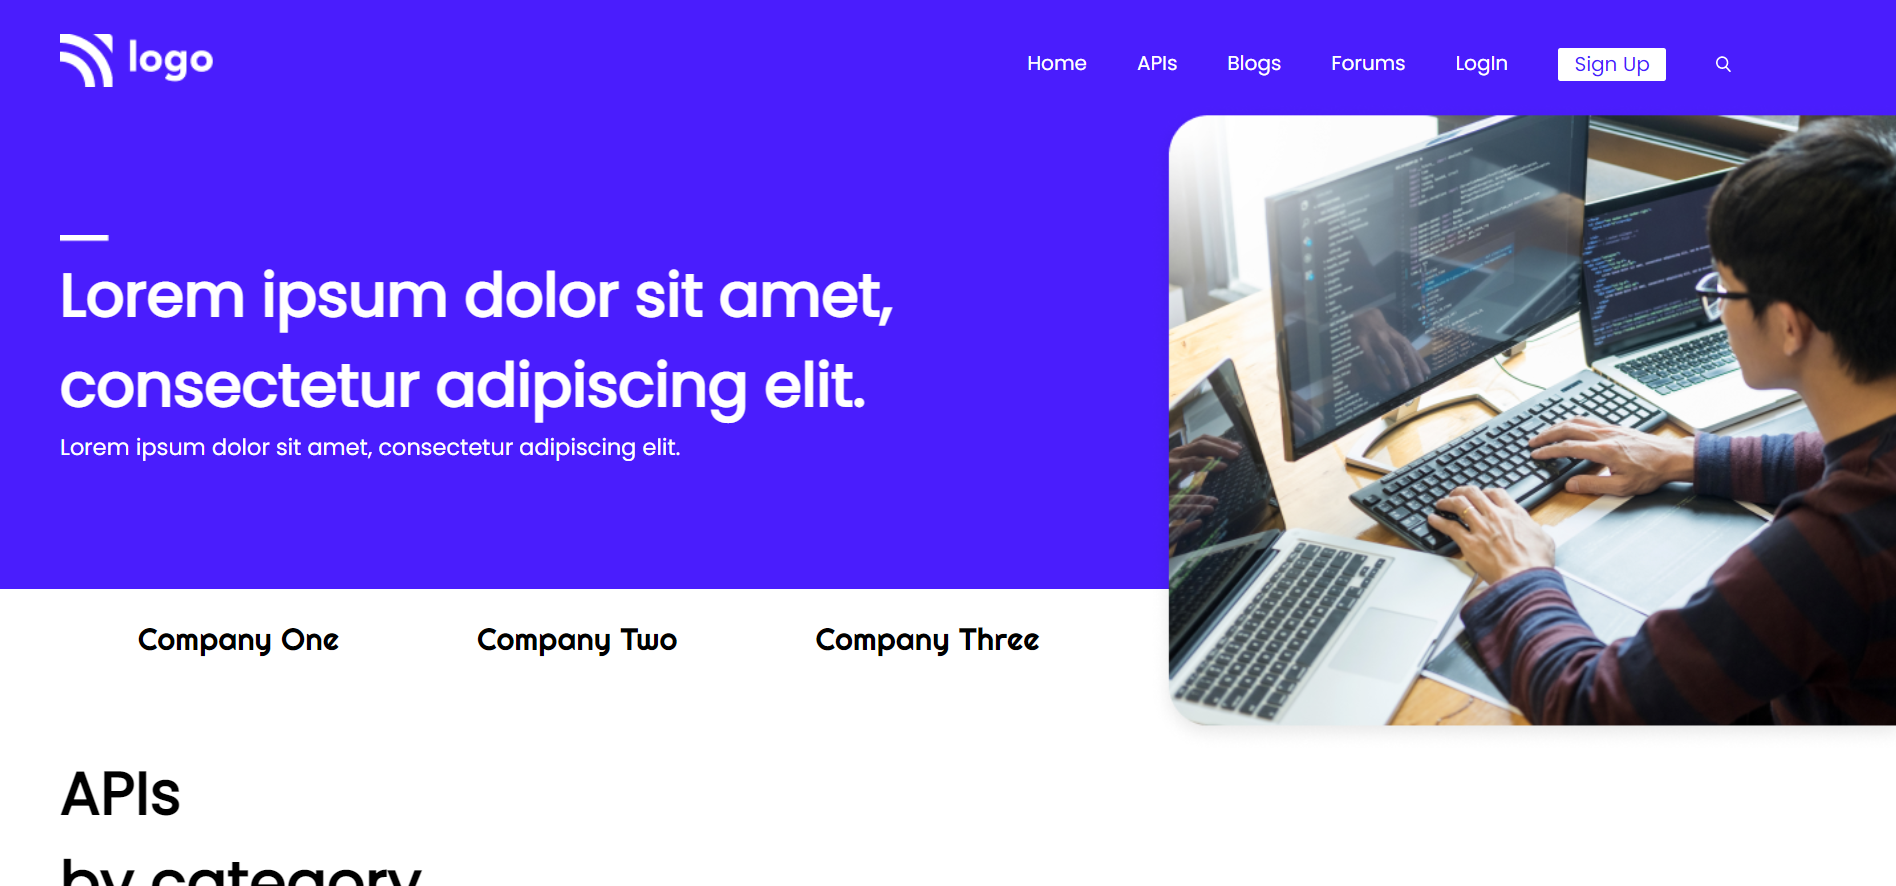 logo
Home APIs Blogs Forums LogIn Sign Up
Lorem ipsum dolor sit amet,
consectetur adipiscing elit.
Lorem ipsum dolor sit amet, consectetur adipiscing elit.
Company One Company Two Company Three
APIs
by category